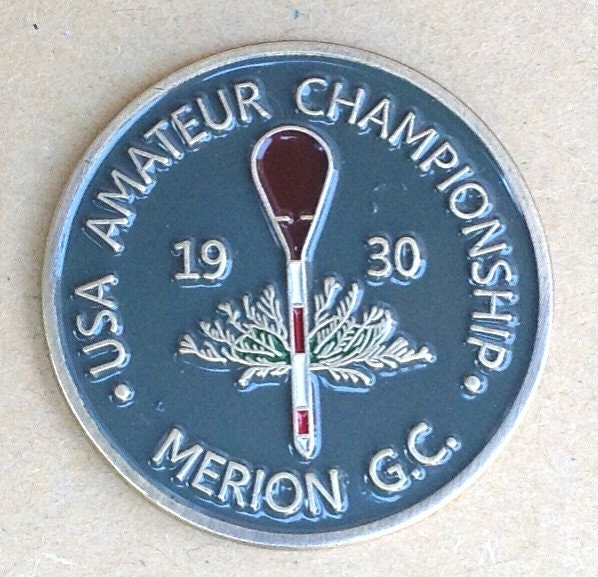 • USA AMATEUR CHAMPIONSHIP •
19 30
MERION G.C.